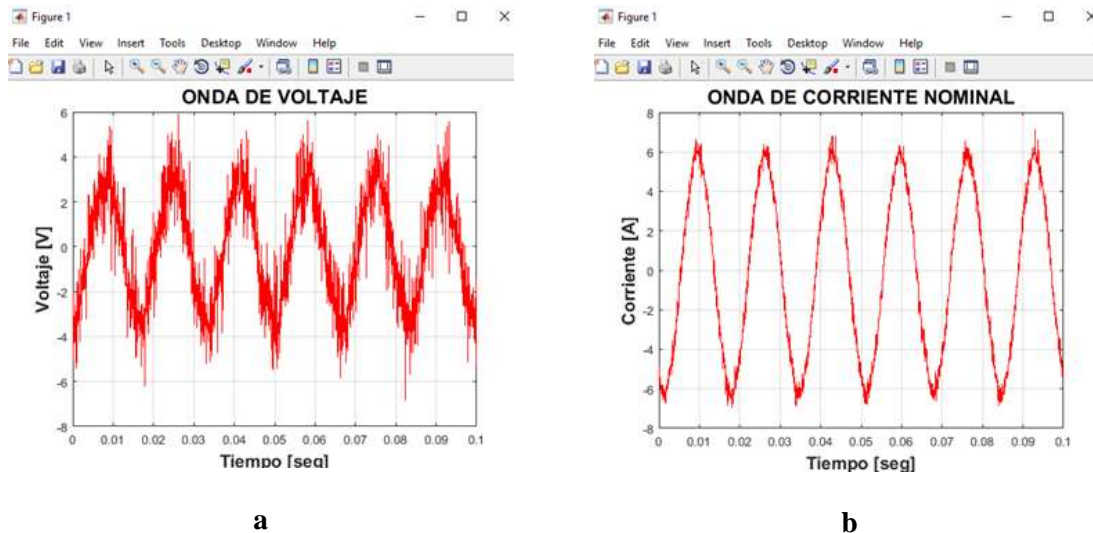 Figure 1
File Edit View Insert Tools Desktop Window Help
ONDA DE VOLTAJE
Voltaje [V]
6
4
2
0
-2
-4
-6
-8
0 0.01 0.02 0.03 0.04 0.05 0.06 0.07 0.08 0.09 0.1
Tiempo [seg]
a
Figure 1
File Edit View Insert Tools Desktop Window Help
ONDA DE CORRIENTE NOMINAL
Corriente [A]
8
6
4
2
0
-2
-4
-6
-8
0 0.01 0.02 0.03 0.04 0.05 0.06 0.07 0.08 0.09 0.1
Tiempo [seg]
b